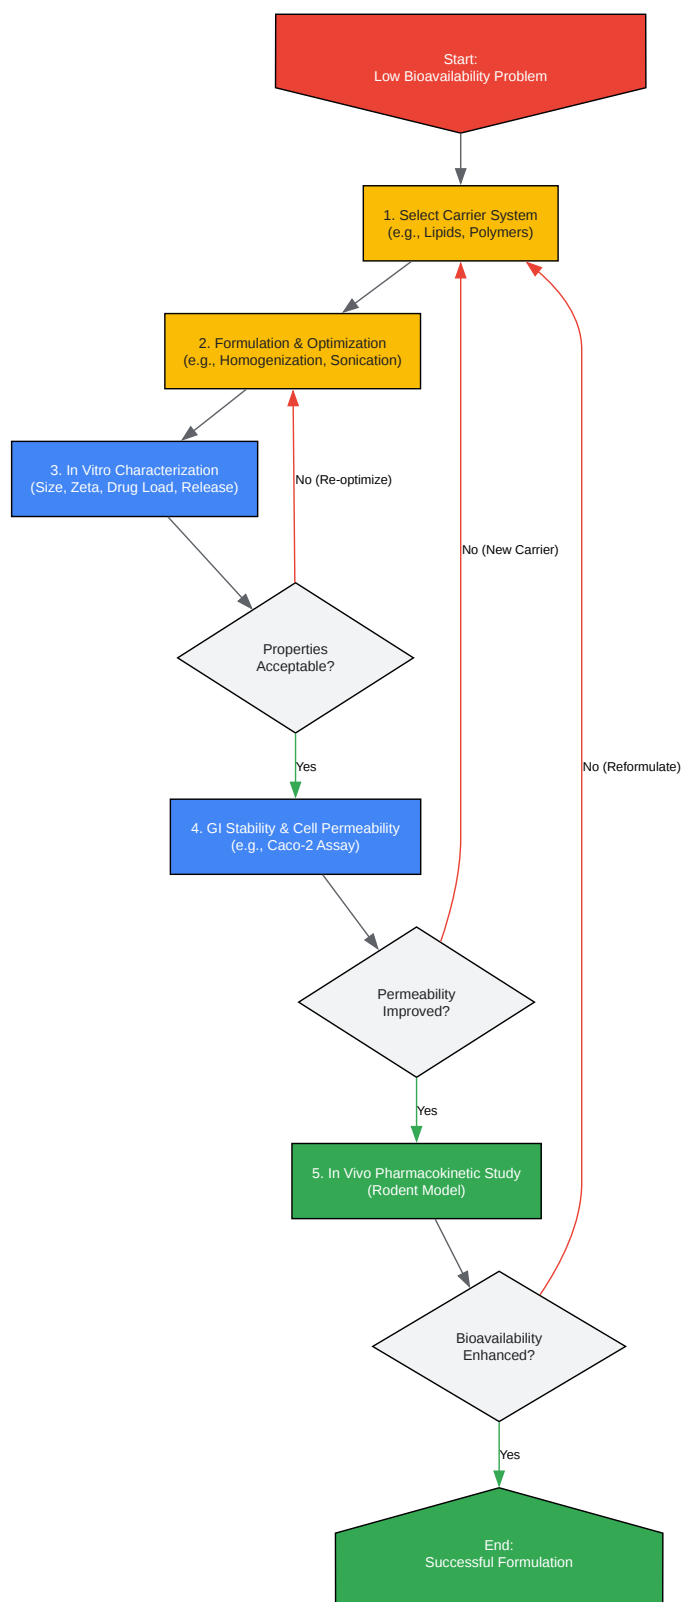 Start:
Low Bioavailability Problem
1. Select Carrier System
(e.g., Lipids, Polymers)
2. Formulation & Optimization
(e.g., Homogenization, Sonication)
3. In Vitro Characterization
(Size, Zeta, Drug Load, Release)
No (Re-optimize)
No (New Carrier)
Properties
Acceptable?
Yes
No (Reformulate)
4. GI Stability & Cell Permeability
(e.g., Caco-2 Assay)
Permeability
Improved?
Yes
5. In Vivo Pharmacokinetic Study
(Rodent Model)
Bioavailability
Enhanced?
Yes
End:
Successful Formulation